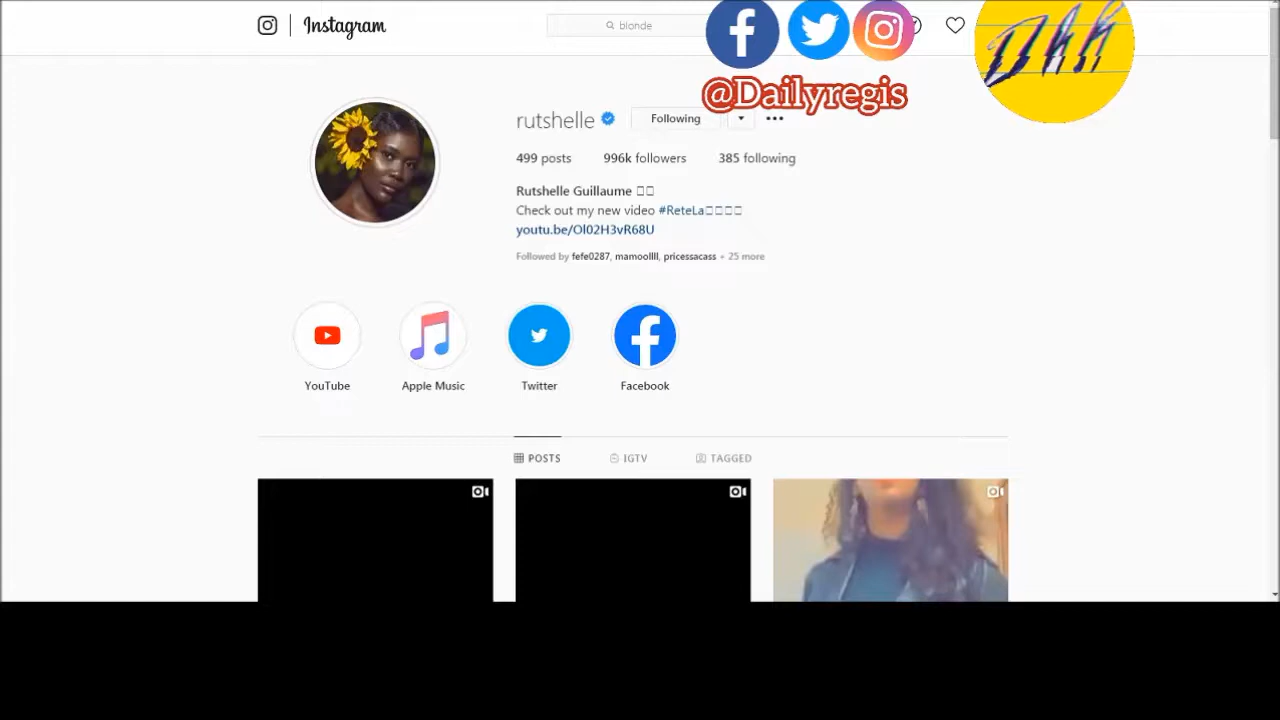 Instagram
blonde
@Dailyregis
rutshelle
Following
499 posts 996k followers 385 following
Rutshelle Guillaume
Check out my new video #ReteLa
youtu.be/Ol02H3vR68U
Followed by fefe0287, mamoollll, pricessacass + 25 more
YouTube Apple Music Twitter Facebook
POSTS IGTV TAGGED